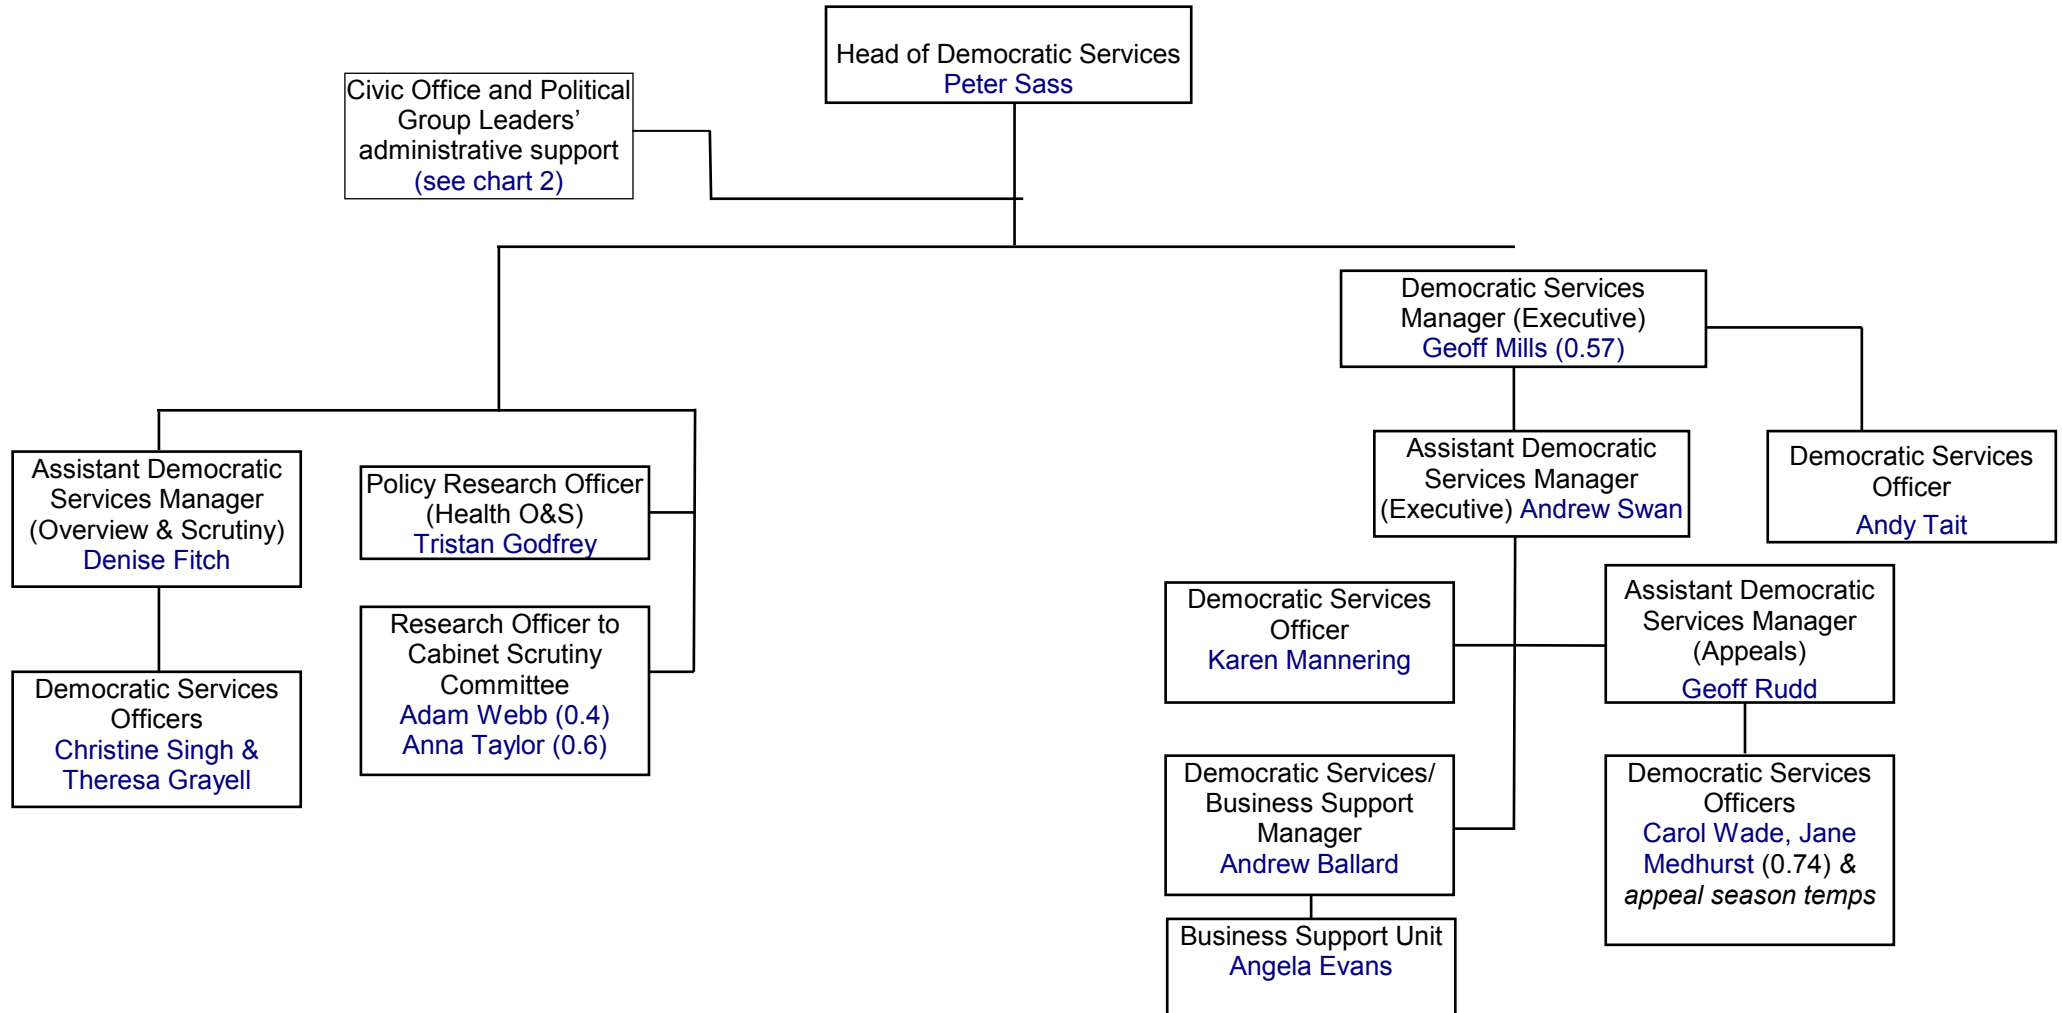 Head of Democratic Services
Peter Sass
Civic Office and Political
Group Leaders’
administrative support
(see chart 2)
Democratic Services
Manager (Executive)
Geoff Mills (0.57)
Assistant Democratic
Services Manager
(Overview & Scrutiny)
Denise Fitch
Policy Research Officer
(Health O&S)
Tristan Godfrey
Assistant Democratic
Services Manager
(Executive) Andrew Swan
Democratic Services
Officer
Andy Tait
Research Officer to
Cabinet Scrutiny
Committee
Adam Webb (0.4)
Anna Taylor (0.6)
Democratic Services
Officer
Karen Mannering
Assistant Democratic
Services Manager
(Appeals)
Geoff Rudd
Democratic Services
Officers
Christine Singh &
Theresa Grayell
Democratic Services/
Business Support
Manager
Andrew Ballard
Democratic Services
Officers
Carol Wade, Jane
Medhurst (0.74) &
appeal season temps
Business Support Unit
Angela Evans